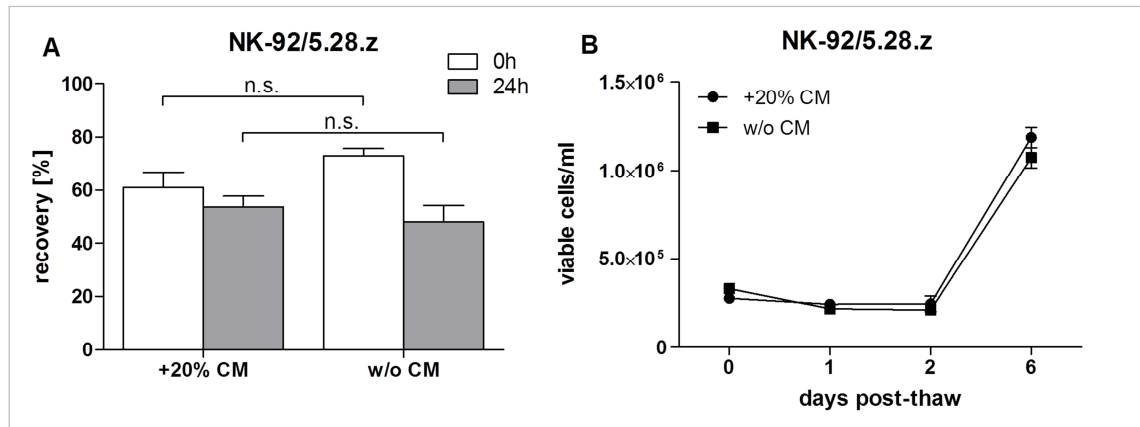 A
NK-92/5.28.z
0h
24h
n.s.
n.s.
100
80
60
40
20
0
recovery [%]
+20% CM
w/o CM
B
NK-92/5.28.z
+20% CM
w/o CM
1.5×10⁶
1.0×10⁶
5.0×10⁵
0
viable cells/ml
0 1 2 6
days post-thaw